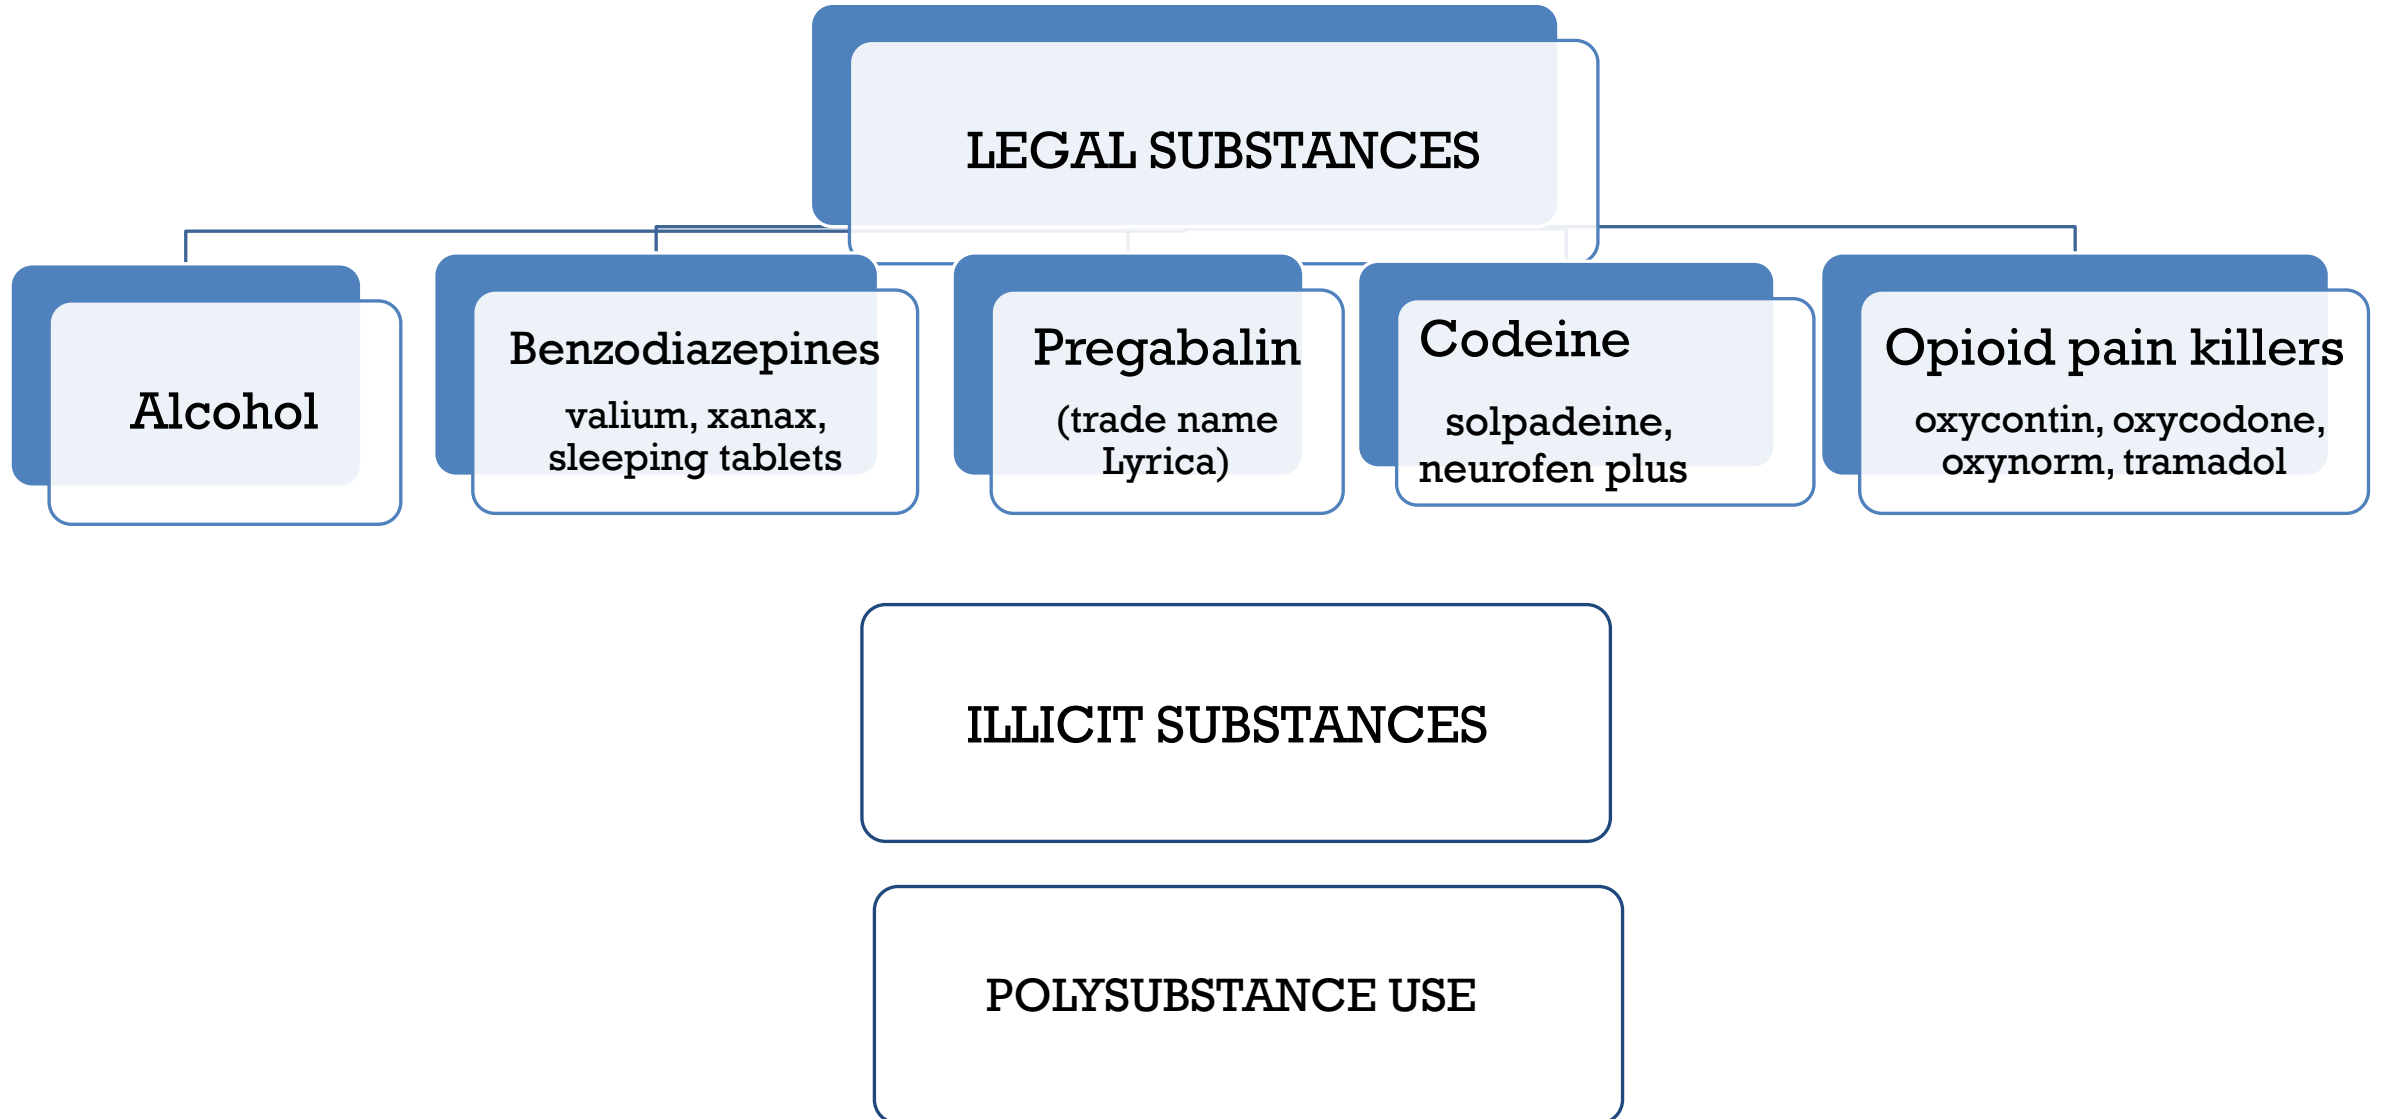 LEGAL SUBSTANCES
Alcohol
Benzodiazepines
valium, xanax,
sleeping tablets
Pregabalin
(trade name
Lyrica)
Codeine
solpadeine,
neurofen plus
Opioid pain killers
oxycontin, oxycodone,
oxynorm, tramadol
ILLICIT SUBSTANCES
POLYSUBSTANCE USE